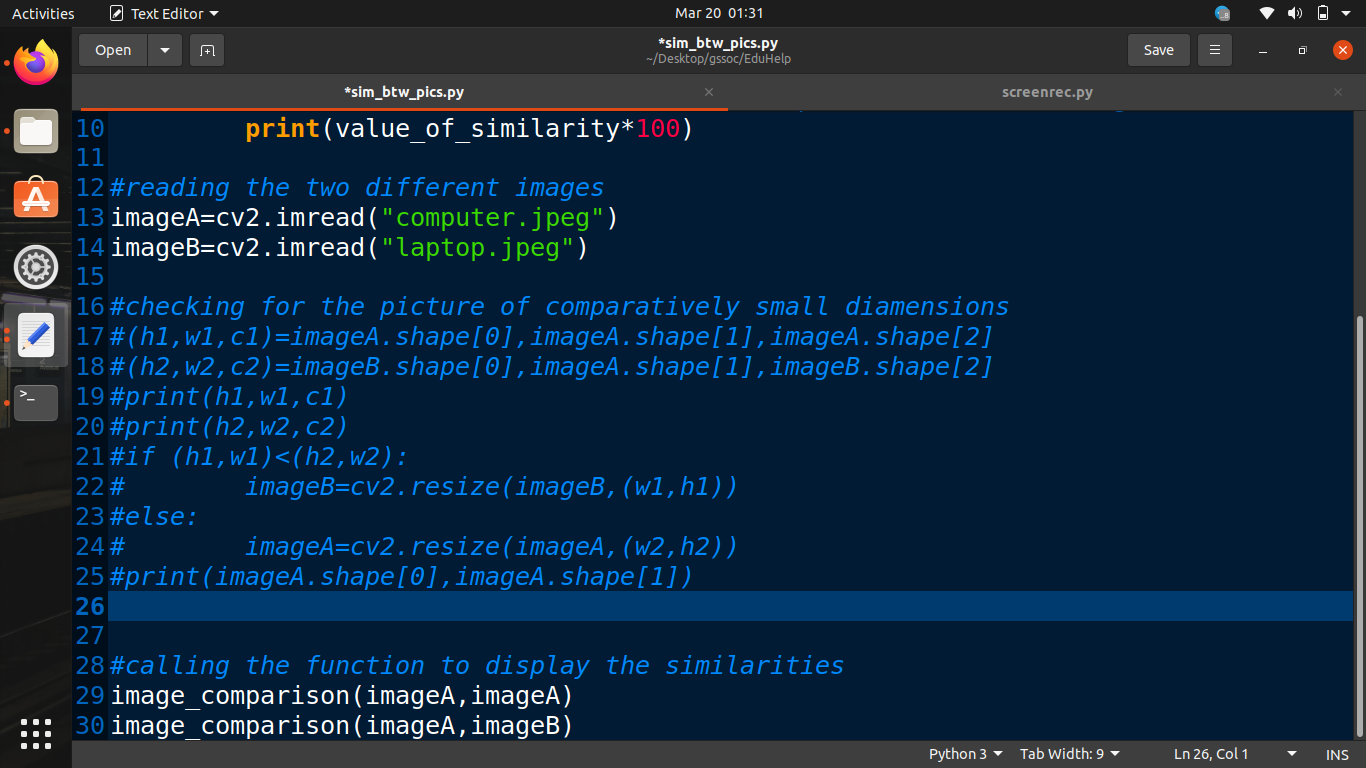 Activities Text Editor Mar 20 01:31
Open *sim_btw_pics.py Save
~/Desktop/gssoc/EduHelp
*sim_btw_pics.py × screenrec.py ×
10         print(value_of_similarity*100)
11
12 #reading the two different images
13 imageA=cv2.imread("computer.jpeg")
14 imageB=cv2.imread("laptop.jpeg")
15
16 #checking for the picture of comparatively small diamensions
17 #(h1,w1,c1)=imageA.shape[0],imageA.shape[1],imageA.shape[2]
18 #(h2,w2,c2)=imageB.shape[0],imageA.shape[1],imageB.shape[2]
19 #print(h1,w1,c1)
20 #print(h2,w2,c2)
21 #if (h1,w1)<(h2,w2):
22 #        imageB=cv2.resize(imageB,(w1,h1))
23 #else:
24 #        imageA=cv2.resize(imageA,(w2,h2))
25 #print(imageA.shape[0],imageA.shape[1])
26
27
28 #calling the function to display the similarities
29 image_comparison(imageA,imageA)
30 image_comparison(imageA,imageB)
Python 3 Tab Width: 9 Ln 26, Col 1 INS